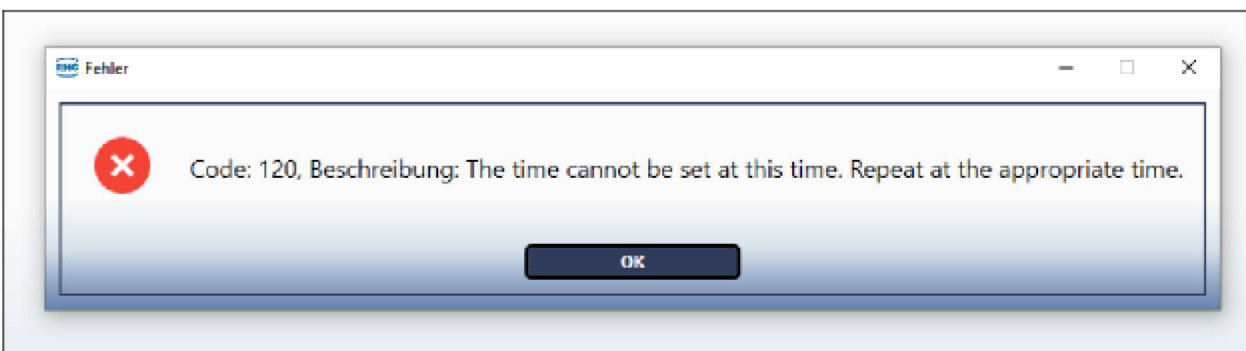 Fehler
Code: 120, Beschreibung: The time cannot be set at this time. Repeat at the appropriate time.
OK